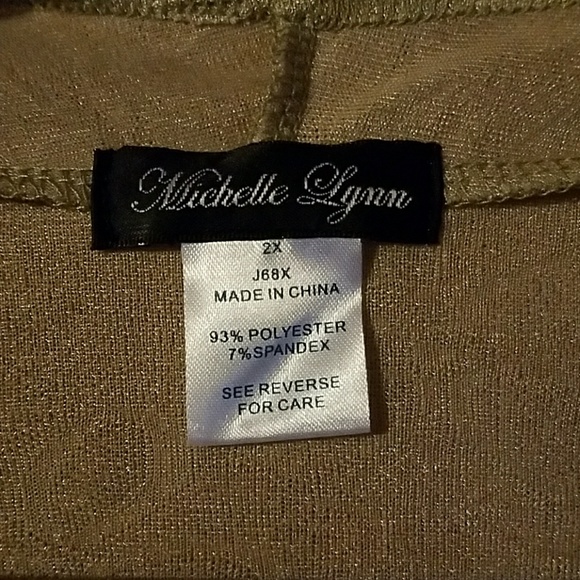 Michelle Lynn
2X
J68X
MADE IN CHINA
93% POLYESTER
7%SPANDEX
SEE REVERSE
FOR CARE